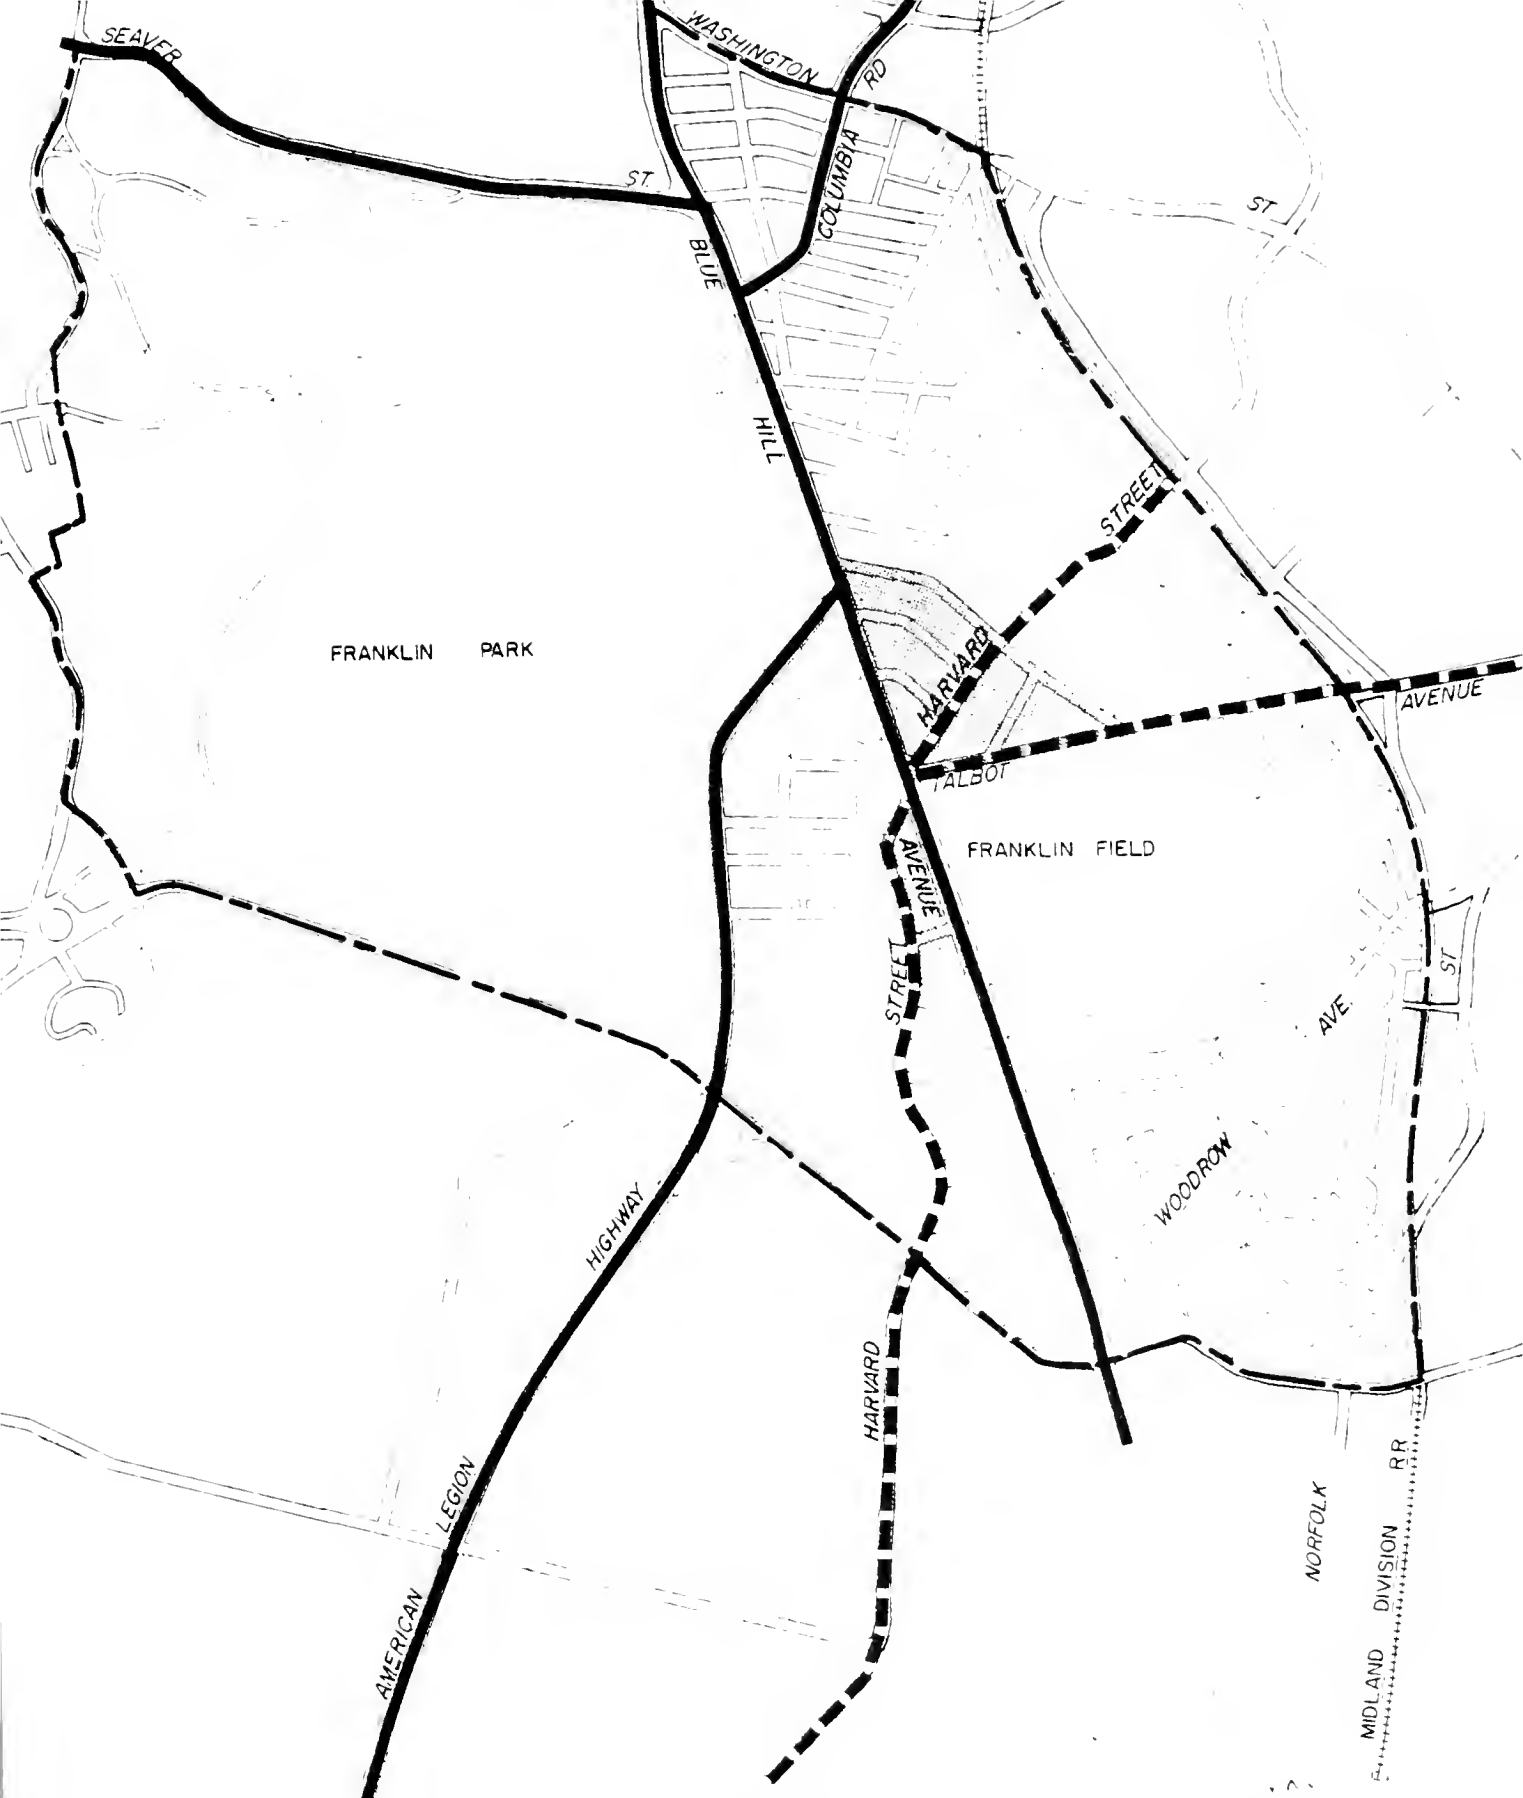 SEAVER
ST.
WASHINGTON
COLUMBIA
RD
ST
BLUE
HILL
AVENUE
HARVARD
STREET
TALBOT
AVENUE
FRANKLIN PARK
FRANKLIN FIELD
STREET
HARVARD
ST
WOODROW
AVE.
AMERICAN
LEGION
HIGHWAY
NORFOLK
MIDLAND DIVISION RR